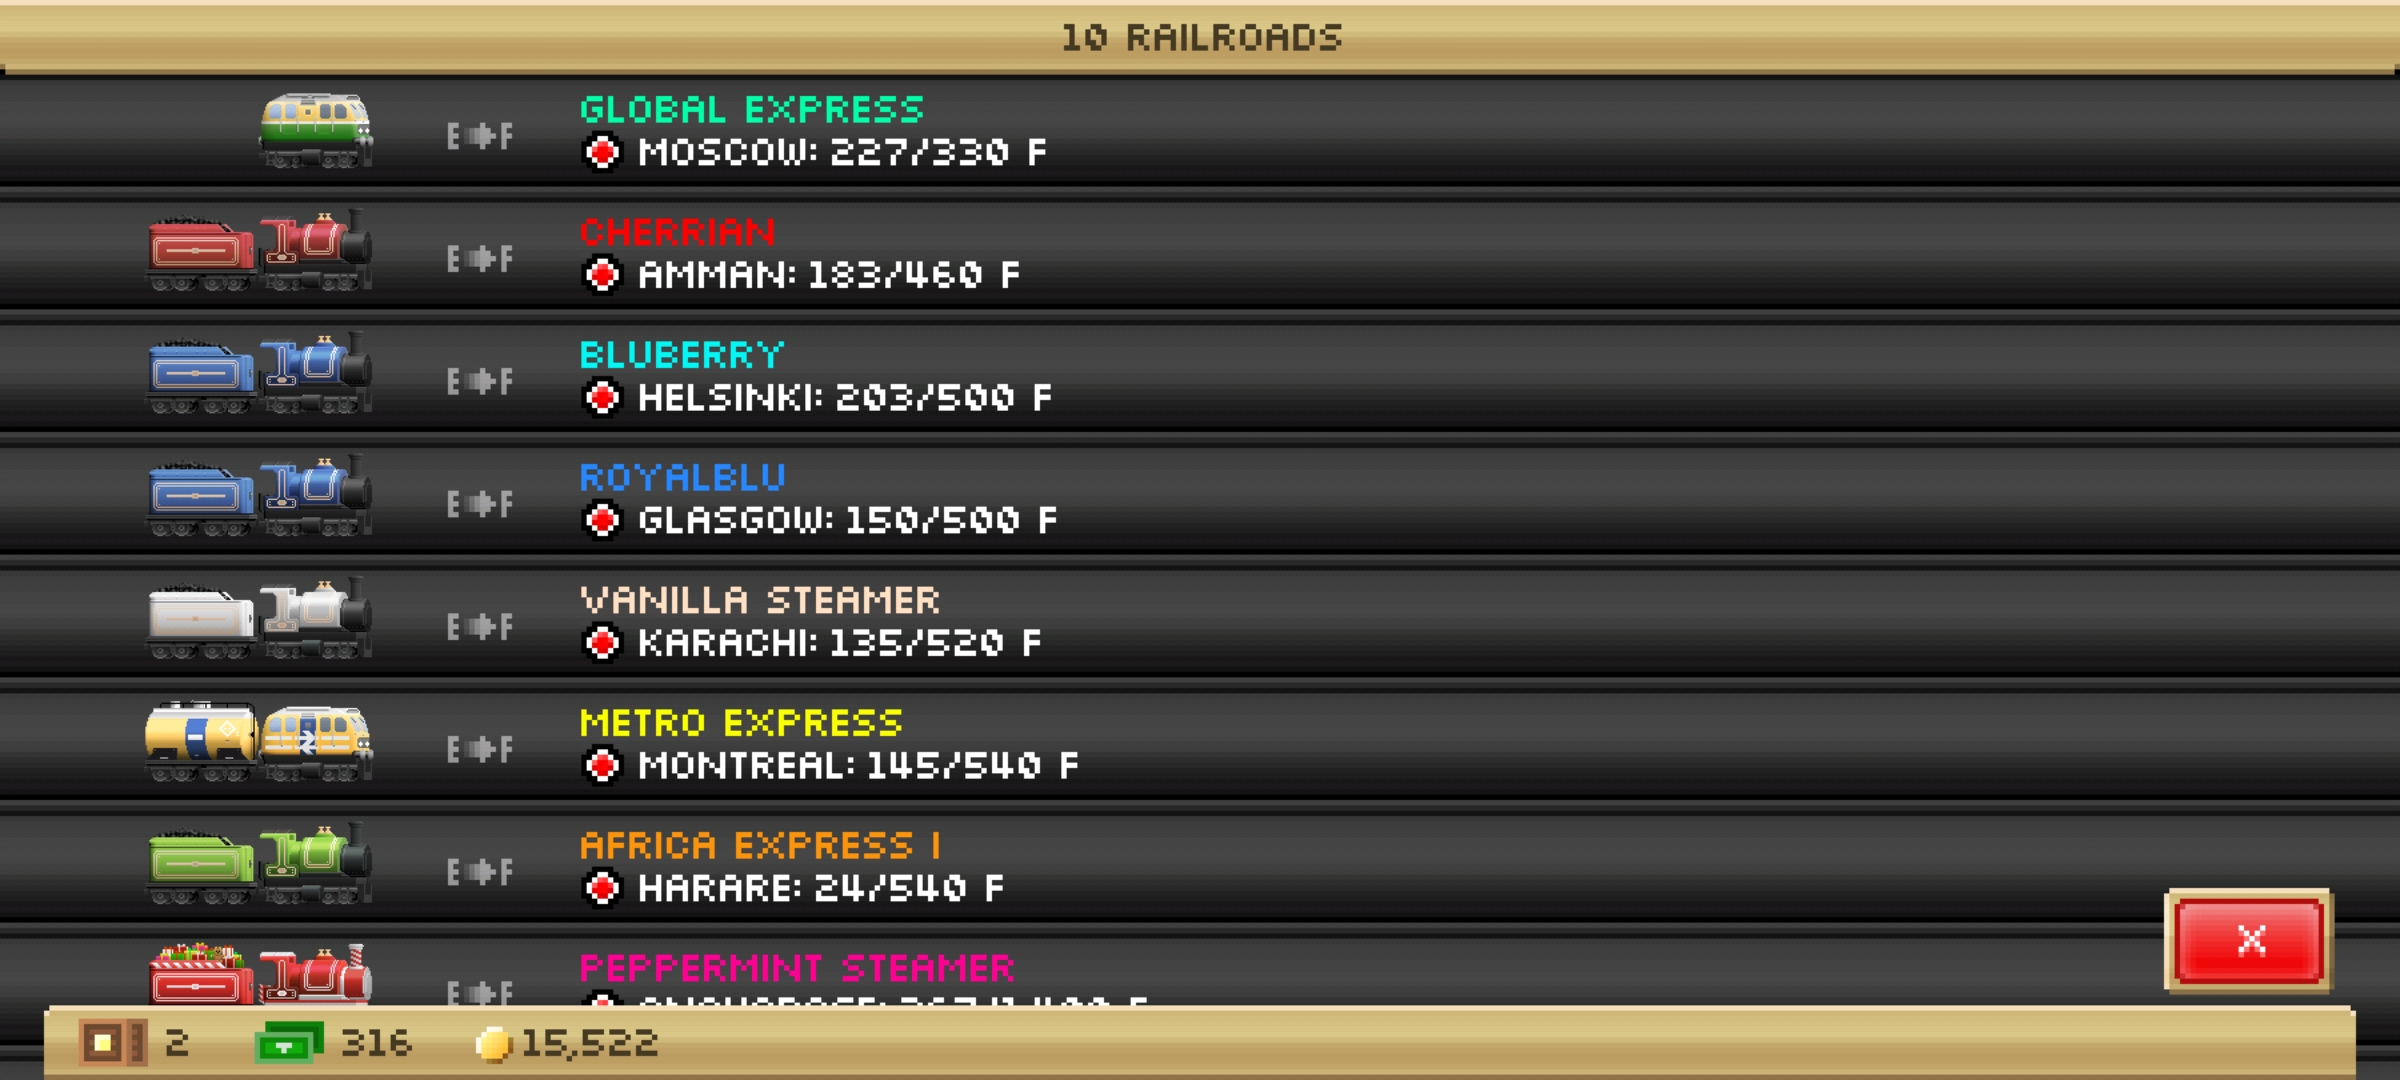 10 RAILROADS
GLOBAL EXPRESS
E F
MOSCOW: 227/330 F
CHERRIAN
E F
AMMAN: 183/460 F
BLUBERRY
E F
HELSINKI: 203/500 F
ROYALBLU
E F
GLASGOW: 150/500 F
VANILLA STEAMER
E F
KARACHI: 135/520 F
METRO EXPRESS
E F
MONTREAL: 145/540 F
AFRICA EXPRESS I
E F
HARARE: 24/540 F
PEPPERMINT STEAMER
E F
X
2 316 15,522